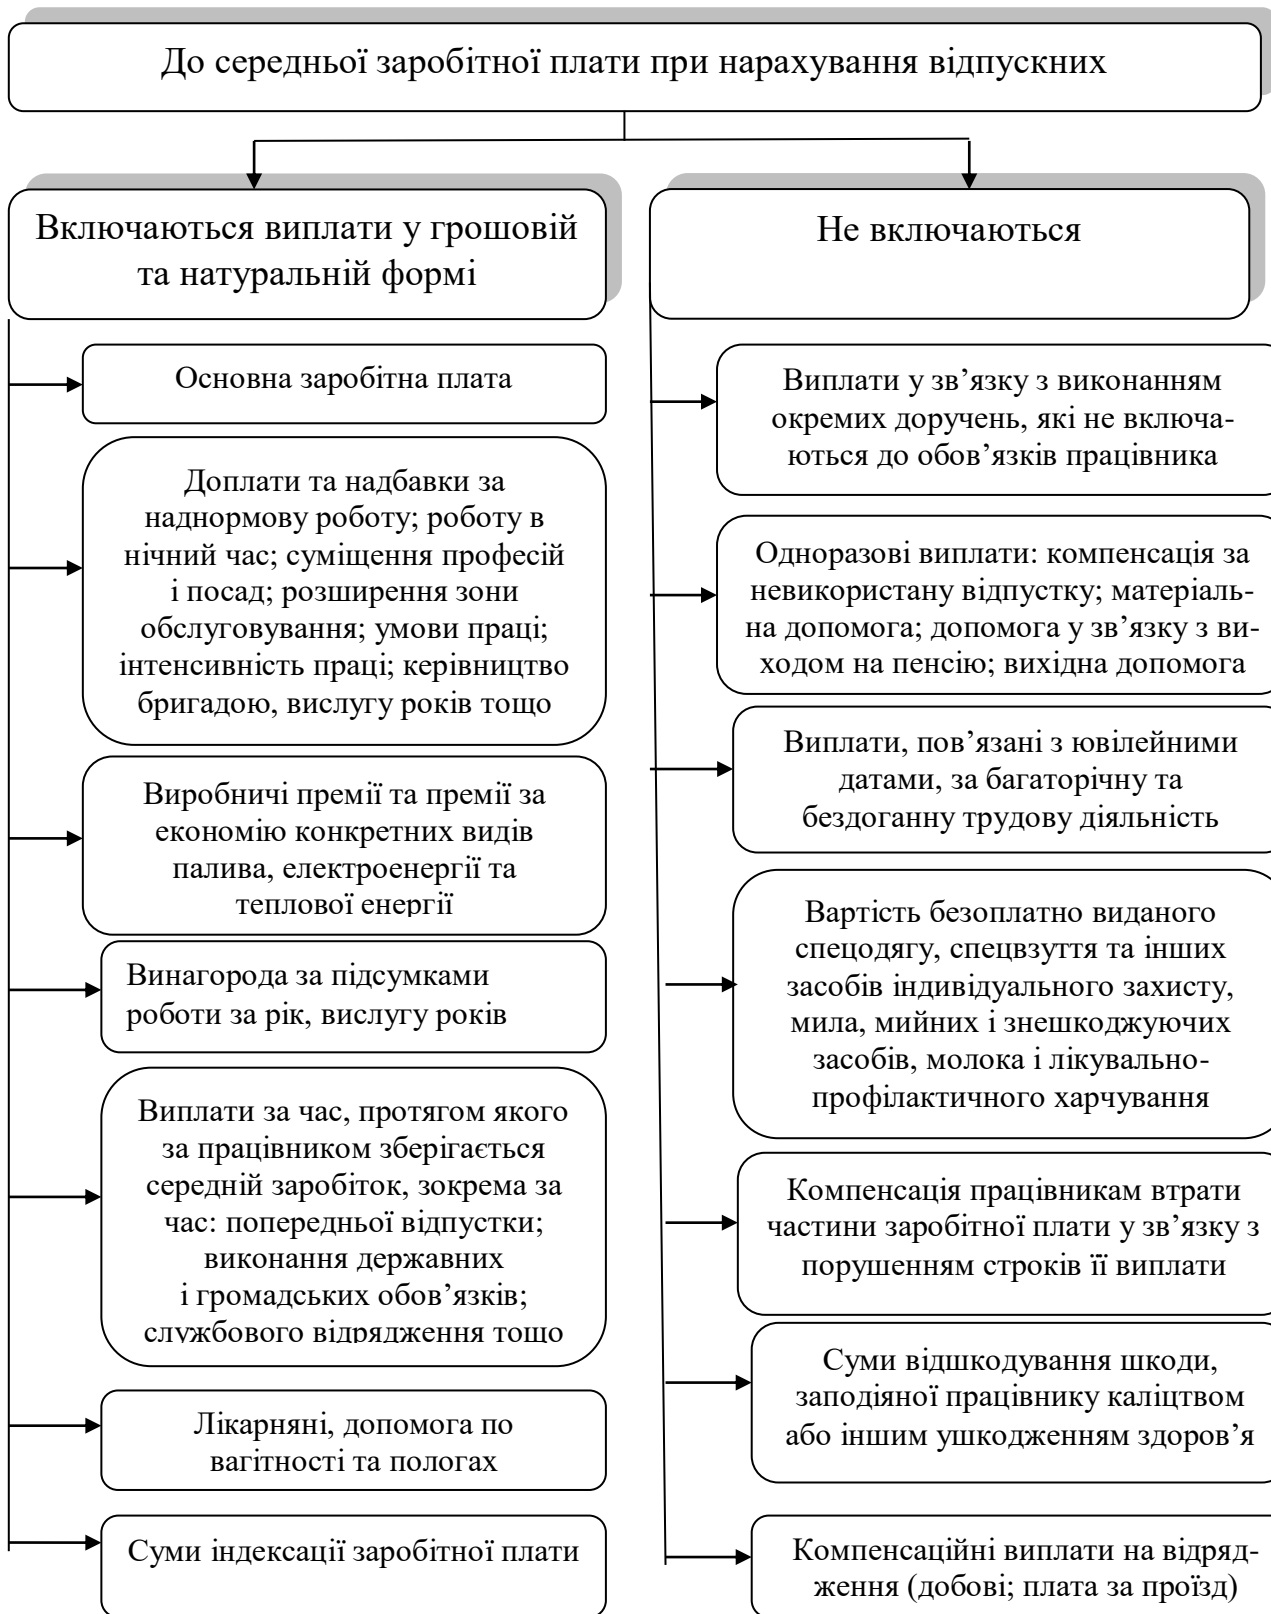 До середньої заробітної плати при нарахування відпускних
Включаються виплати у грошовій
та натуральній формі
Основна заробітна плата
Доплати та надбавки за
наднормову роботу; роботу в
нічний час; суміщення професій
і посад; розширення зони
обслуговування; умови праці;
інтенсивність праці; керівництво
бригадою, вислугу років тощо
Виробничі премії та премії за
економію конкретних видів
палива, електроенергії та
теплової енергії
Винагорода за підсумками
роботи за рік, вислугу років
Виплати за час, протягом якого
за працівником зберігається
середній заробіток, зокрема за
час: попередньої відпустки;
виконання державних
і громадських обов’язків;
службового відрядження тощо
Лікарняні, допомога по
вагітності та пологах
Суми індексації заробітної плати
Не включаються
Виплати у зв’язку з виконанням
окремих доручень, які не включа-
ються до обов’язків працівника
Одноразові виплати: компенсація за
невикористану відпустку; матеріаль-
на допомога; допомога у зв’язку з ви-
ходом на пенсію; вихідна допомога
Виплати, пов’язані з ювілейними
датами, за багаторічну та
бездоганну трудову діяльність
Вартість безоплатно виданого
спецодягу, спецвзуття та інших
засобів індивідуального захисту,
мила, мийних і знешкоджуючих
засобів, молока і лікувально-
профілактичного харчування
Компенсація працівникам втрати
частини заробітної плати у зв’язку з
порушенням строків її виплати
Суми відшкодування шкоди,
заподіяної працівнику каліцтвом
або іншим ушкодженням здоров’я
Компенсаційні виплати на відряд-
ження (добові; плата за проїзд)